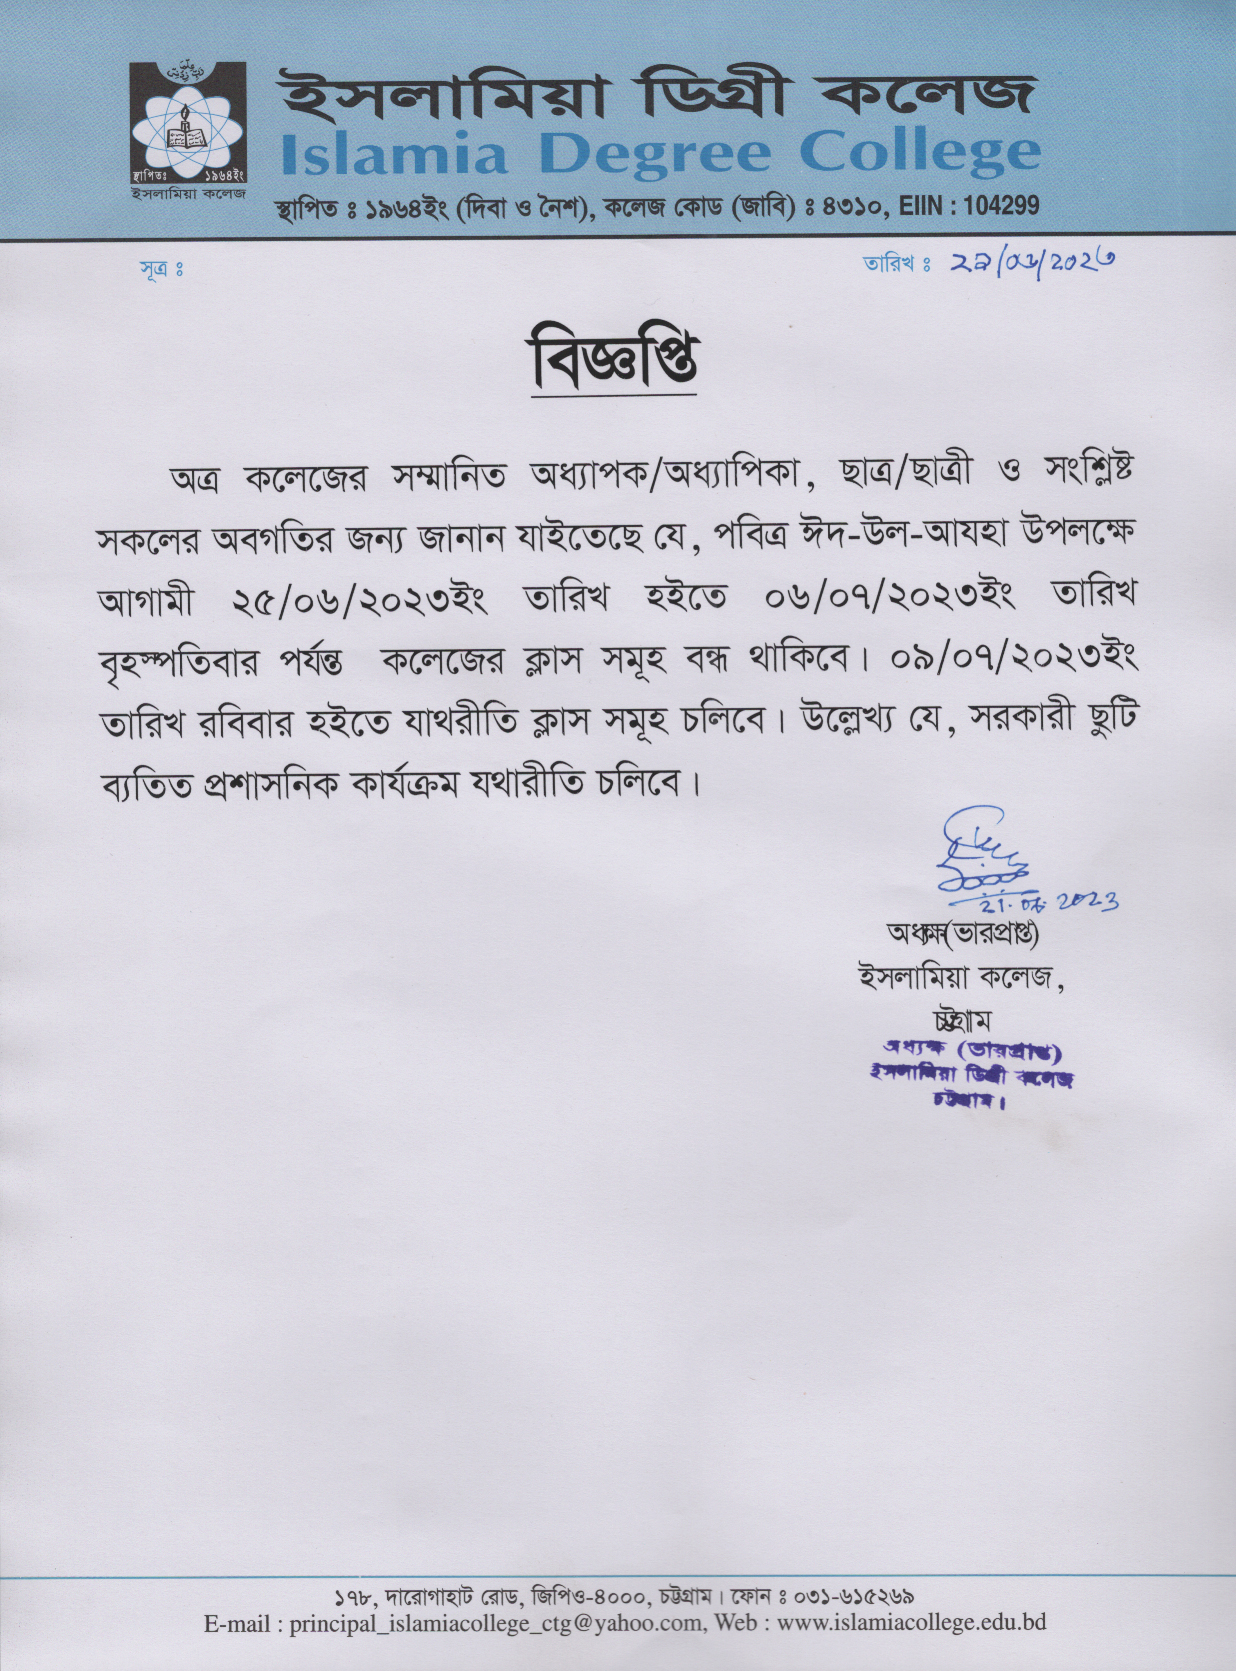 ইসলামিয়া ডিগ্রী কলেজ
Islamia Degree College
স্থাপিতঃ ১৯৬৪ইং
ইসলামিয়া কলেজ
স্থাপিত ঃ ১৯৬৪ইং (দিবা ও নৈশ), কলেজ কোড (জাবি) ঃ ৪৩১০, EIIN : 104299
সূত্র ঃ
তারিখ ঃ ২১/০৬/২০২৩
বিজ্ঞপ্তি
অত্র কলেজের সম্মানিত অধ্যাপক/অধ্যাপিকা, ছাত্র/ছাত্রী ও সংশ্লিষ্ট
সকলের অবগতির জন্য জানান যাইতেছে যে, পবিত্র ঈদ-উল-আযহা উপলক্ষে
আগামী ২৫/০৬/২০২৩ইং তারিখ হইতে ০৬/০৭/২০২৩ইং তারিখ
বৃহস্পতিবার পর্যন্ত কলেজের ক্লাস সমূহ বন্ধ থাকিবে। ০৯/০৭/২০২৩ইং
তারিখ রবিবার হইতে যাথরীতি ক্লাস সমূহ চলিবে। উল্লেখ্য যে, সরকারী ছুটি
ব্যতিত প্রশাসনিক কার্যক্রম যথারীতি চলিবে।
21.06.2023
অধ্যক্ষ(ভারপ্রাপ্ত)
ইসলামিয়া কলেজ,
চট্টগ্রাম
অধ্যক্ষ (ভারপ্রাপ্ত)
ইসলামিয়া ডিগ্রী কলেজ
চট্টগ্রাম।
১৭৮, দারোগাহাট রোড, জিপিও-৪০০০, চট্টগ্রাম। ফোন ঃ ০৩১-৬১৫২৬৯
E-mail : principal_islamiacollege_ctg@yahoo.com, Web : www.islamiacollege.edu.bd